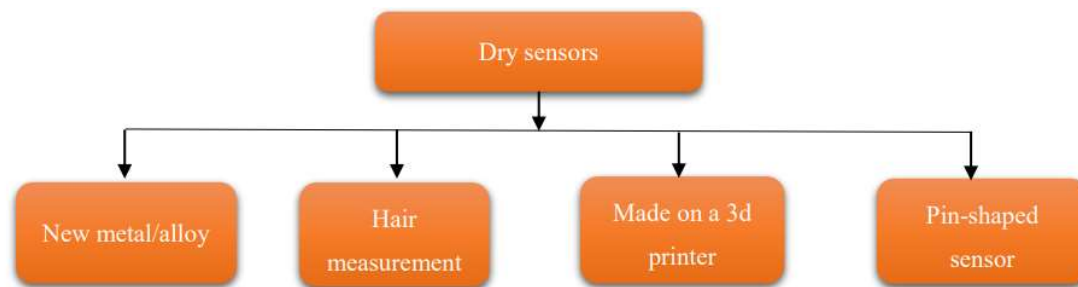 Dry sensors
New metal/alloy
Hair
measurement
Made on a 3d
printer
Pin-shaped
sensor